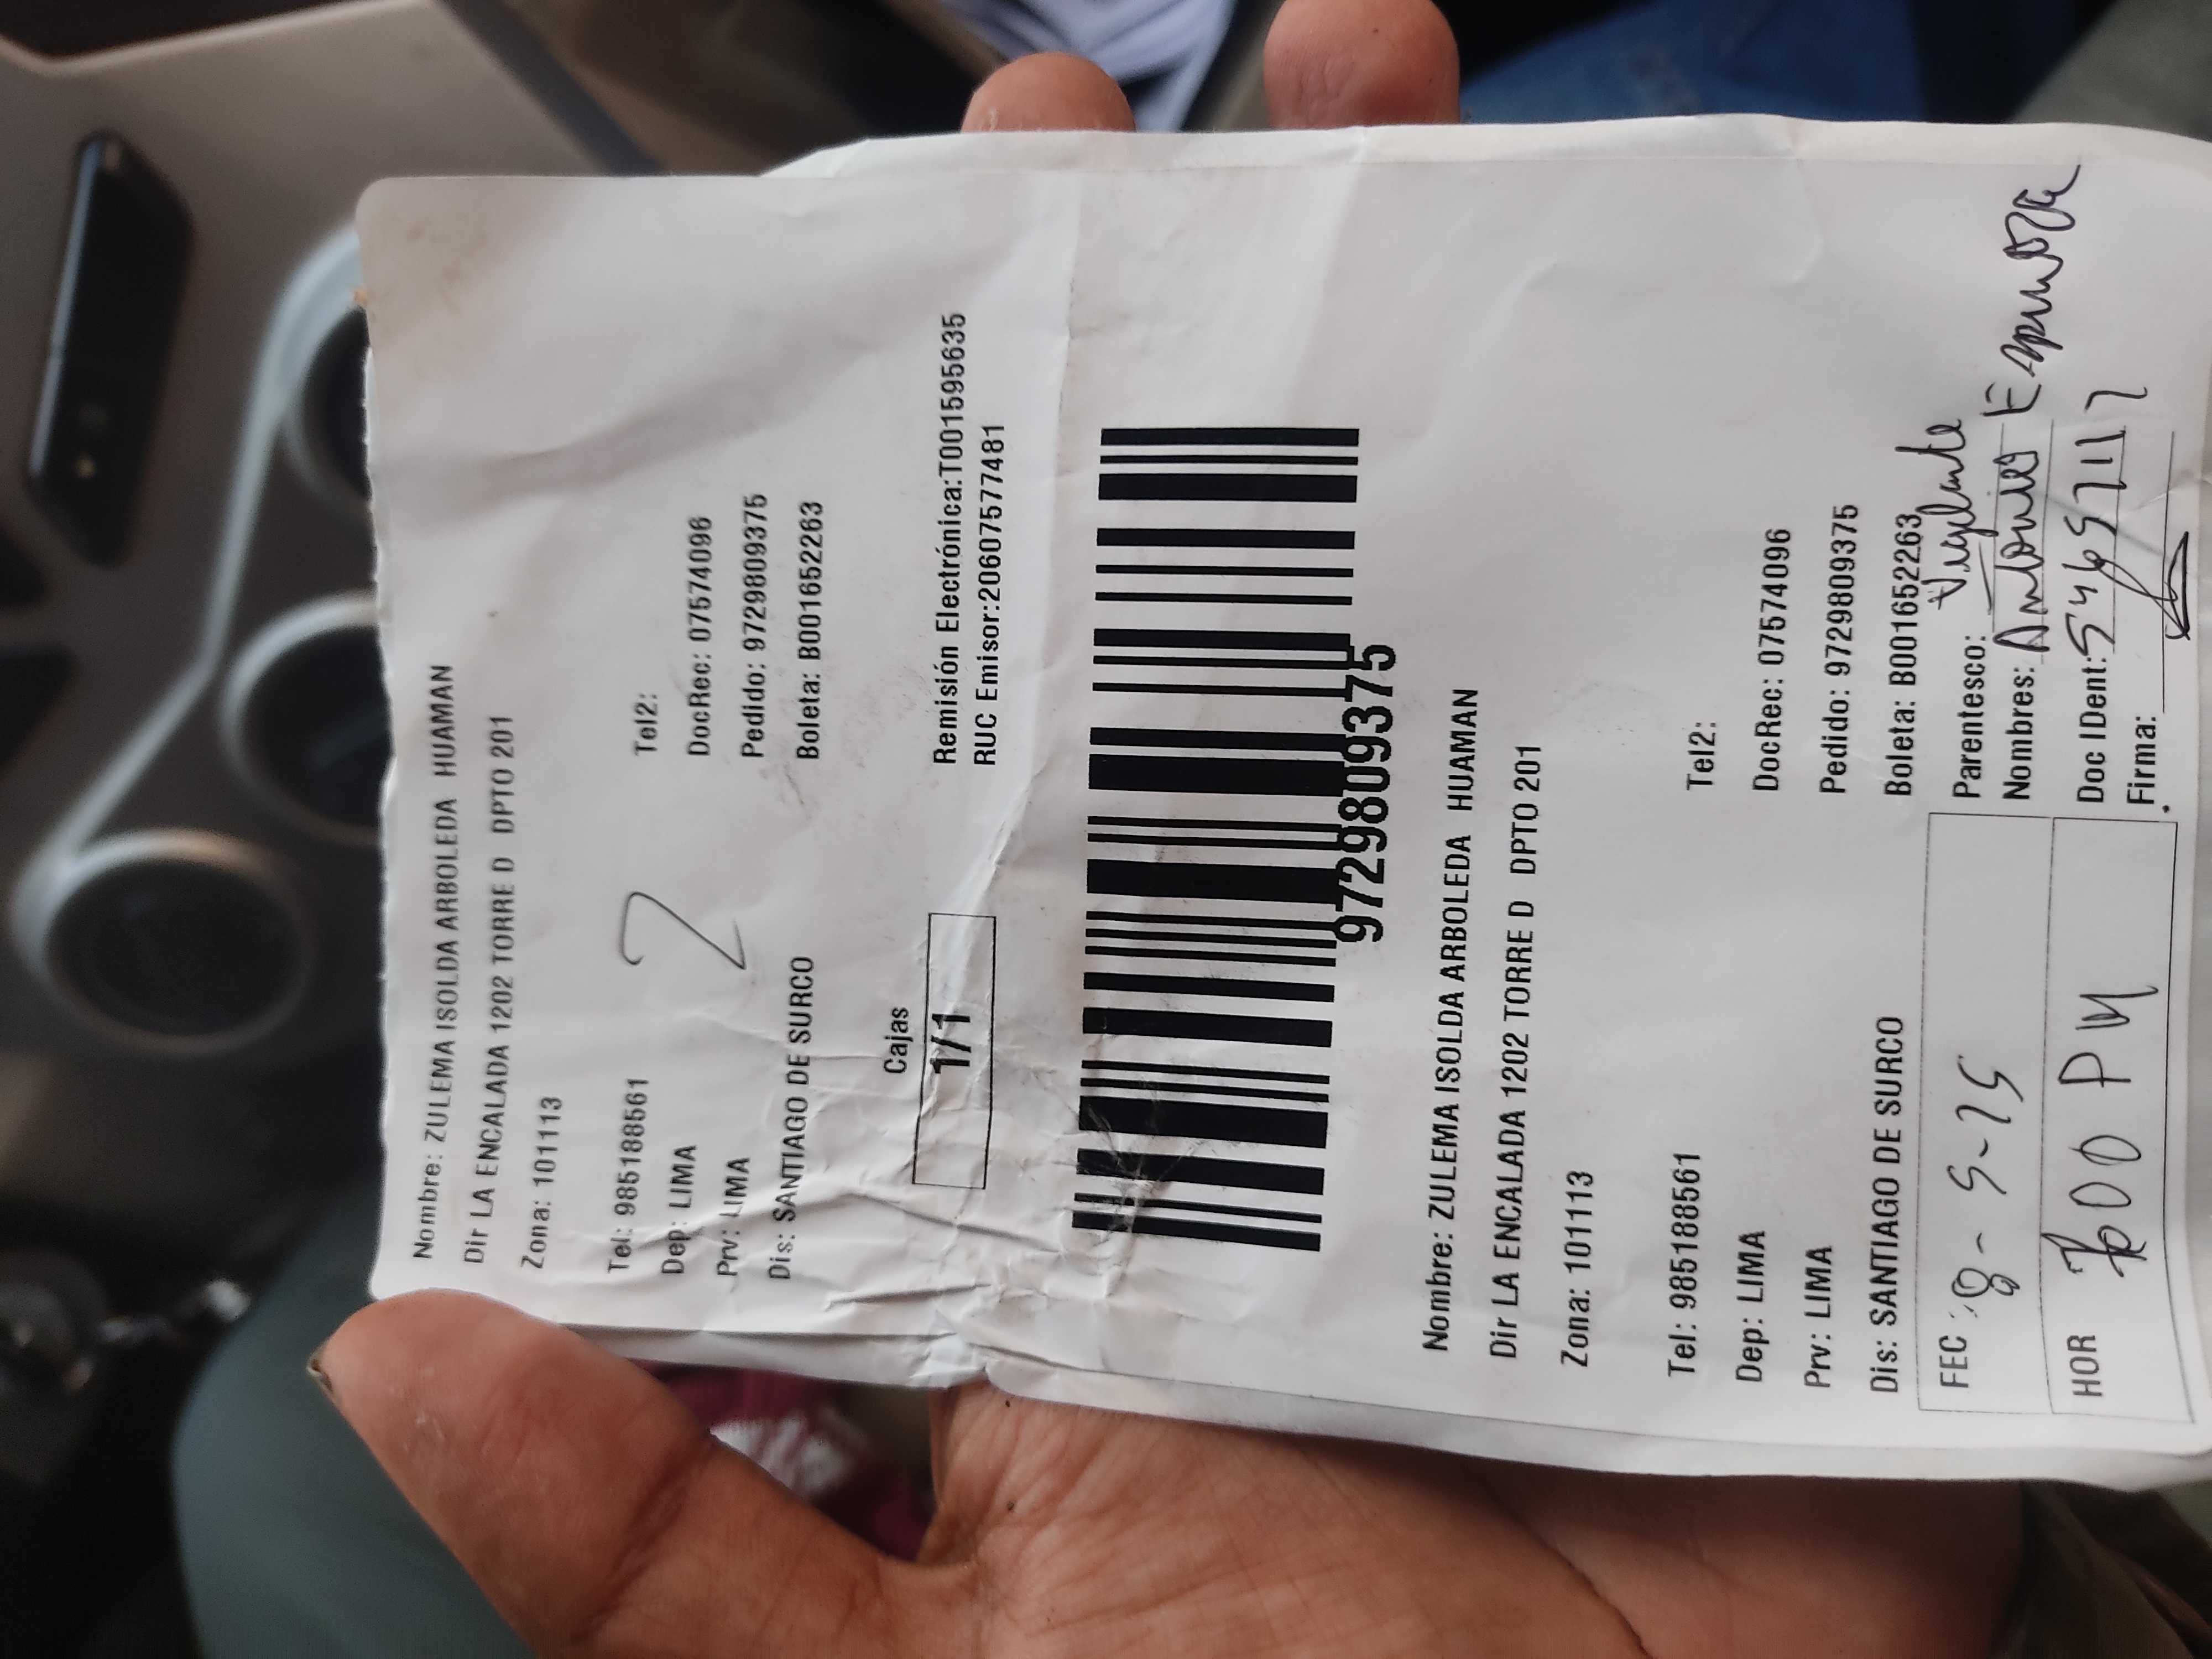 Nombre: ZULEMA ISOLDA ARBOLEDA HUAMAN
Dir LA ENCALADA 1202 TORRE D DPTO 201
Zona: 101113
Tel: 985188561 Tel2:
Dep: LIMA DocRec: 07574096
Prv: LIMA Pedido: 972980937​5
Dis: SANTIAGO DE SURCO Boleta: B001652263
2
Cajas
1/1
Remisión Electrónica:T001595635
RUC Emisor:20607577481
9729809375
Nombre: ZULEMA ISOLDA ARBOLEDA HUAMAN
Dir LA ENCALADA 1202 TORRE D DPTO 201
Zona: 101113
Tel: 985188561 Tel2:
Dep: LIMA DocRec: 07574096
Prv: LIMA Pedido: 9729809375
Dis: SANTIAGO DE SURCO Boleta: B001652263
FEC: 8-5-25 Parentesco: Vigilante
Nombres: Antonies Espinoza
HOR 00 PM Doc IDent:
Firma: